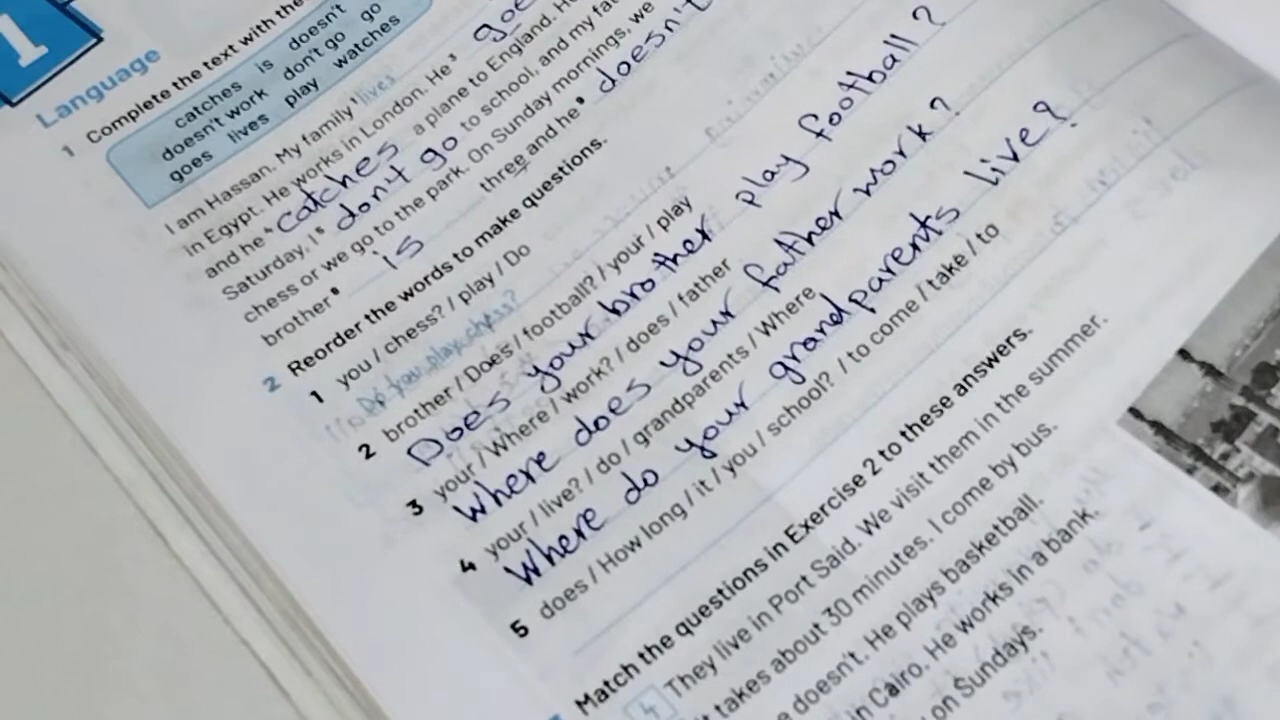 1
Language
1 Complete the text with the
catches is doesn't
doesn't work don't go go
goes lives play watches
I am Hassan. My family ¹lives
in Egypt. He works in London. He³ goe
and he ⁴catches a plane to England. H
Saturday, I⁵ don't go to school, and my fat
chess or we go to the park. On Sunday mornings, we
brother⁸ is three and he⁹ doesn't
2 Reorder the words to make questions.
1 you / chess? / play / Do
Do you play chess?
2 brother / Does / football? / your / play
Does your brother play football?
3 your / Where / work? / does / father
Where does your father work?
4 your / live? / do / grandparents / Where
Where do your grandparents live?
5 does / How long / it / you / school? / to come / take / to
Match the questions in Exercise 2 to these answers.
4 They live in Port Said. We visit them in the summer.
t takes about 30 minutes. I come by bus.
e doesn't. He plays basketball.
in Cairo. He works in a bank.
on Sundays.